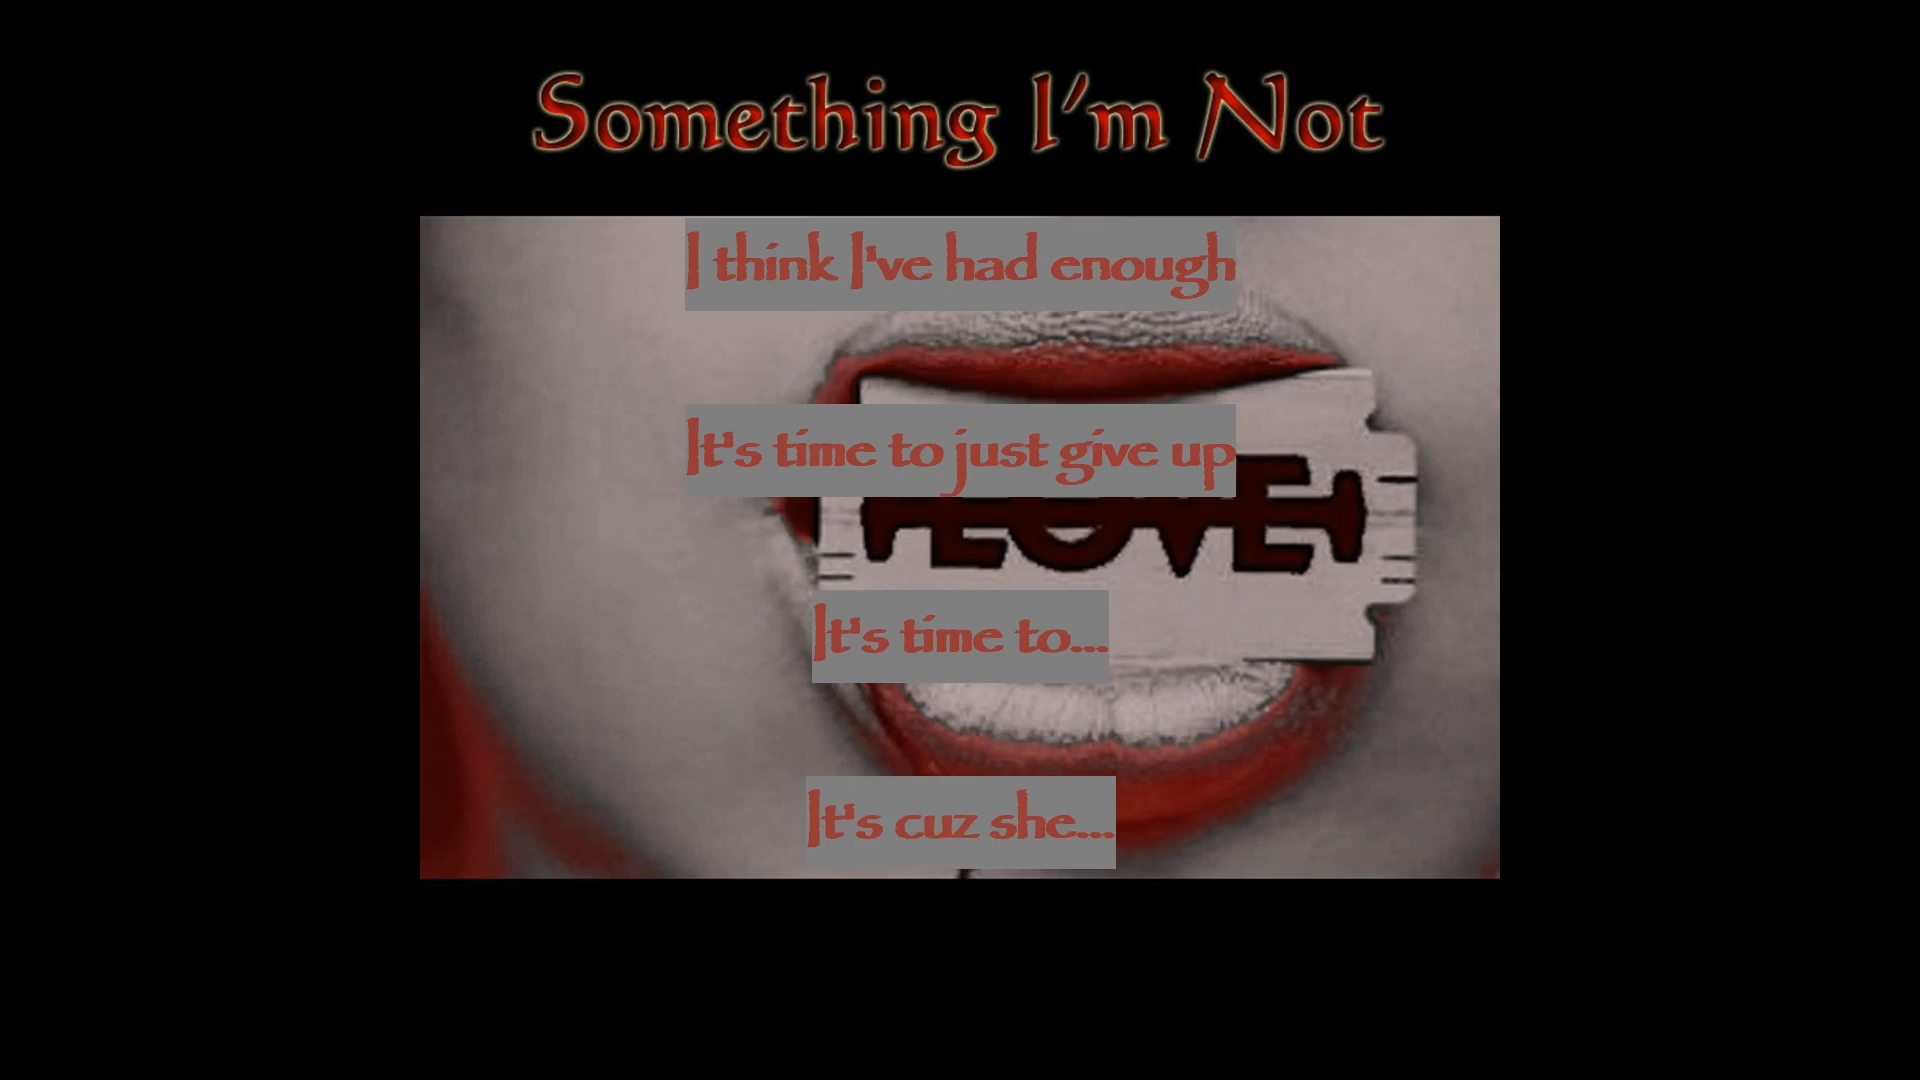 Something I'm Not
I think I've had enough
It's time to just give up
LOVE
It's time to...
It's cuz she...